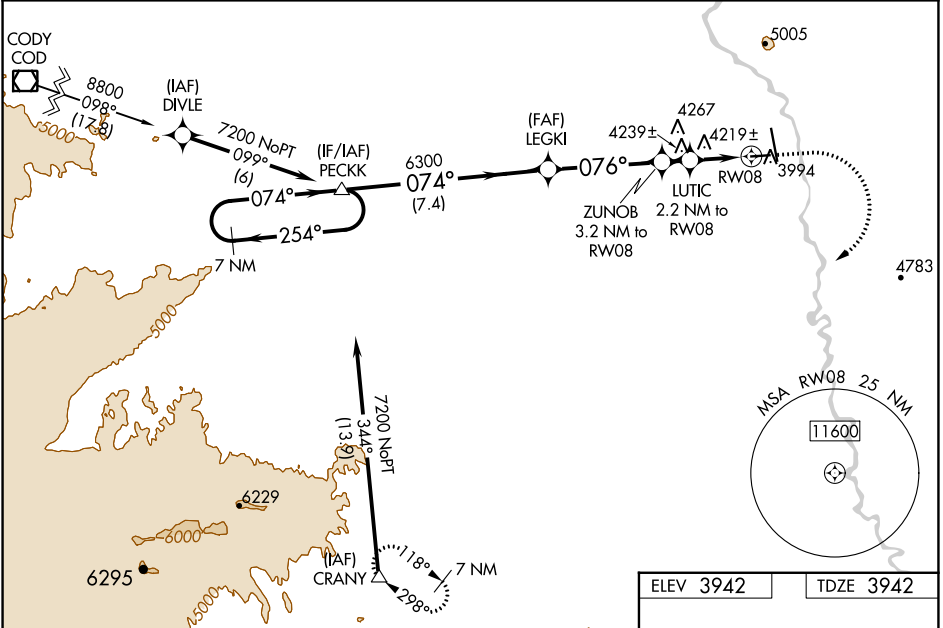 CODY
COD
8800
098°
(17.8)
5000
(IAF)
DIVLE
7200 NoPT
099°
(6)
(IF/IAF)
PECKK
074°
254°
7 NM
6300
074°
(7.4)
(FAF)
LEGKI
076°
4239±
4267
4219±
ZUNOB
3.2 NM to
RW08
LUTIC
2.2 NM to
RW08
RW08
3994
5005
4783
5000
7200 NoPT
344°
(13.9)
6229
6000
6295
5000
(IAF)
CRANY
118°
298°
7 NM
MSA RW08 25 NM
11600
ELEV 3942
TDZE 3942